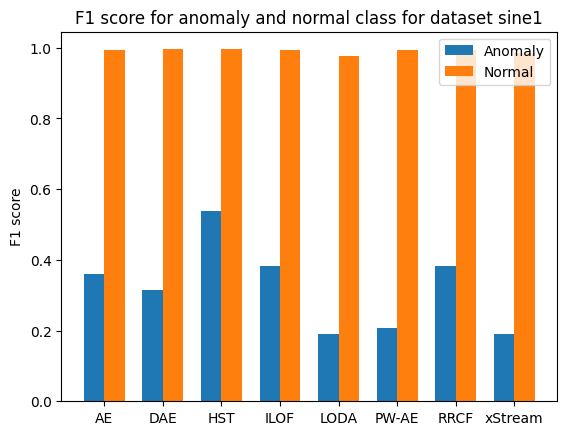 F1 score for anomaly and normal class for dataset sine1
Anomaly
Normal
F1 score
1.0
0.8
0.6
0.4
0.2
0.0
AE DAE HST ILOF LODA PW-AE RRCF xStream